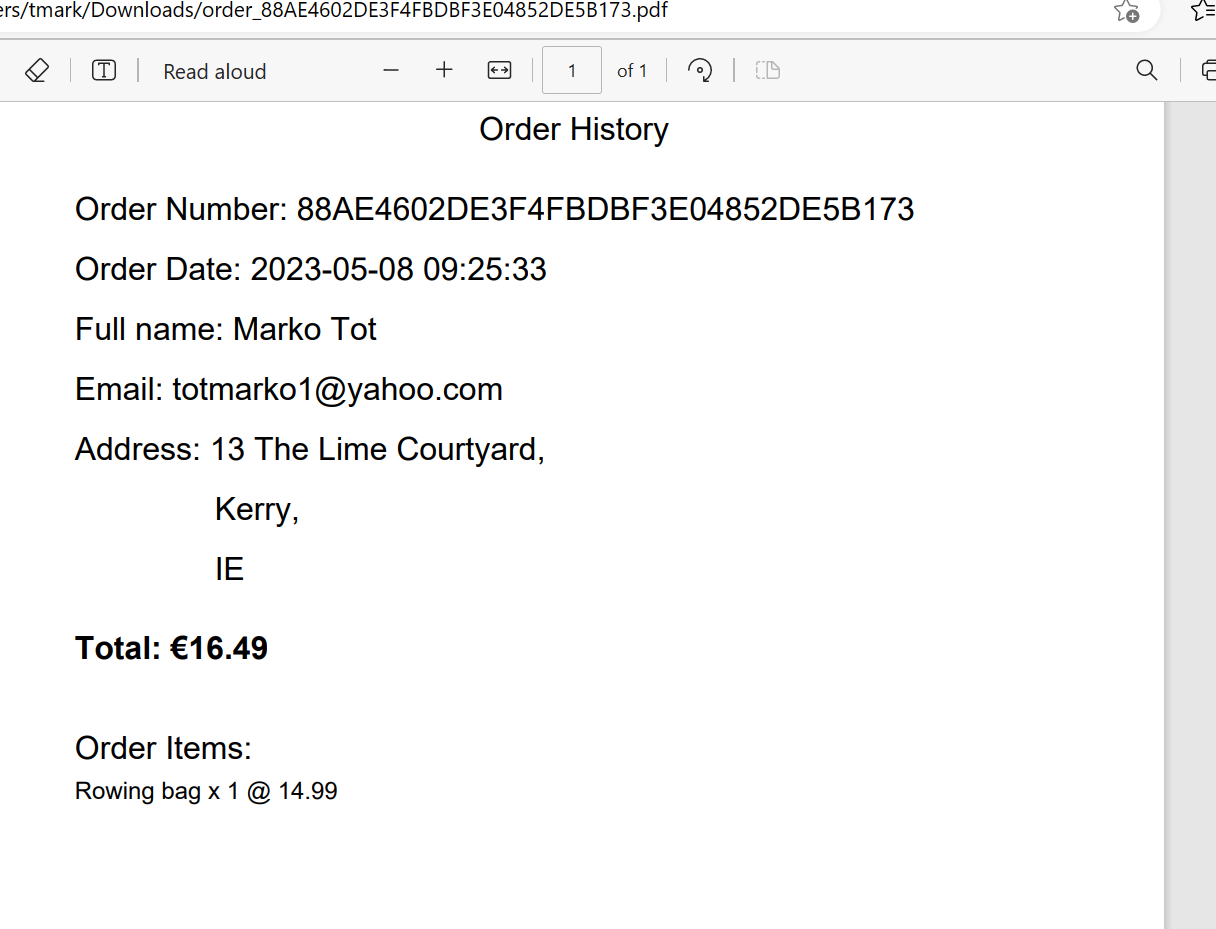 ers/tmark/Downloads/order_88AE4602DE3F4FBDBF3E04852DE5B173.pdf
T Read aloud 1 of 1
Order History
Order Number: 88AE4602DE3F4FBDBF3E04852DE5B173
Order Date: 2023-05-08 09:25:33
Full name: Marko Tot
Email: totmarko1@yahoo.com
Address: 13 The Lime Courtyard,
Kerry,
IE
Total: €16.49
Order Items:
Rowing bag x 1 @ 14.99